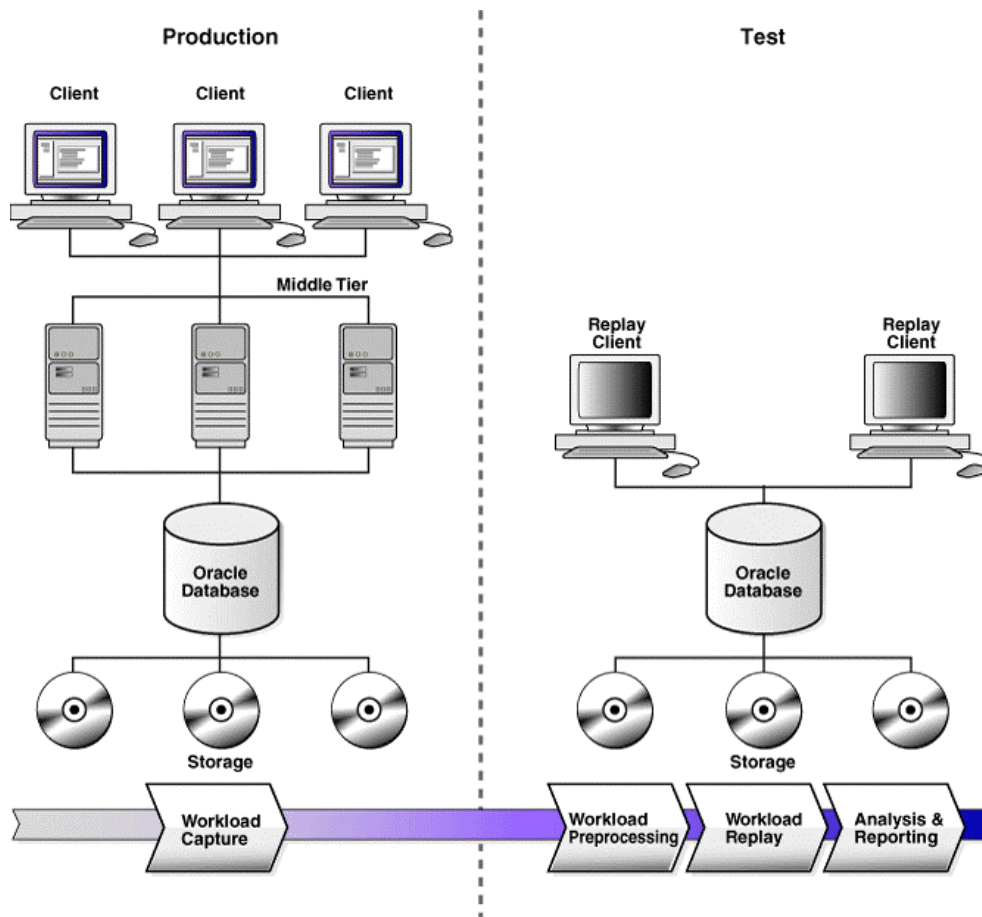 Production
Test
Client
Client
Client
Middle Tier
Replay
Client
Replay
Client
Oracle
Database
Oracle
Database
Storage
Storage
Workload
Capture
Workload
Preprocessing
Workload
Replay
Analysis &
Reporting